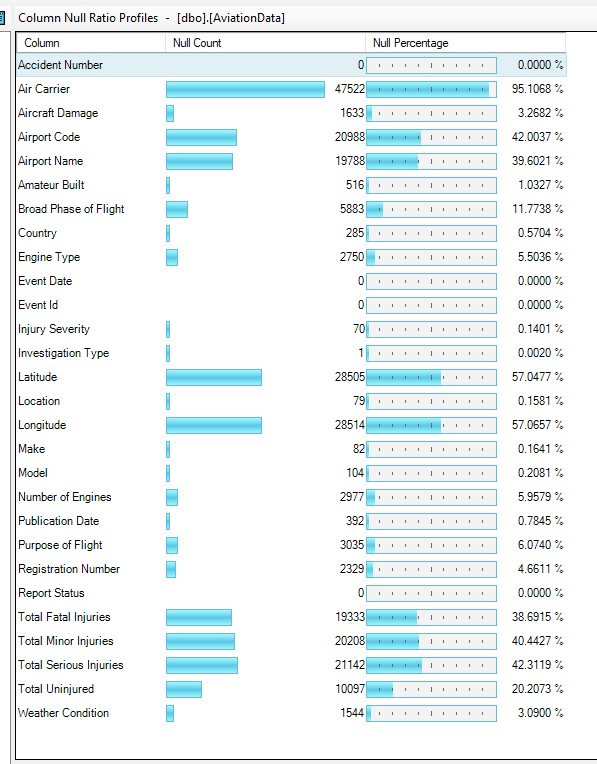 Column Null Ratio Profiles - [dbo].[AviationData]
Column Null Count Null Percentage
Accident Number 0 0.0000 %
Air Carrier 47522 95.1068 %
Aircraft Damage 1633 3.2682 %
Airport Code 20988 42.0037 %
Airport Name 19788 39.6021 %
Amateur Built 516 1.0327 %
Broad Phase of Flight 5883 11.7738 %
Country 285 0.5704 %
Engine Type 2750 5.5036 %
Event Date 0 0.0000 %
Event Id 0 0.0000 %
Injury Severity 70 0.1401 %
Investigation Type 1 0.0020 %
Latitude 28505 57.0477 %
Location 79 0.1581 %
Longitude 28514 57.0657 %
Make 82 0.1641 %
Model 104 0.2081 %
Number of Engines 2977 5.9579 %
Publication Date 392 0.7845 %
Purpose of Flight 3035 6.0740 %
Registration Number 2329 4.6611 %
Report Status 0 0.0000 %
Total Fatal Injuries 19333 38.6915 %
Total Minor Injuries 20208 40.4427 %
Total Serious Injuries 21142 42.3119 %
Total Uninjured 10097 20.2073 %
Weather Condition 1544 3.0900 %